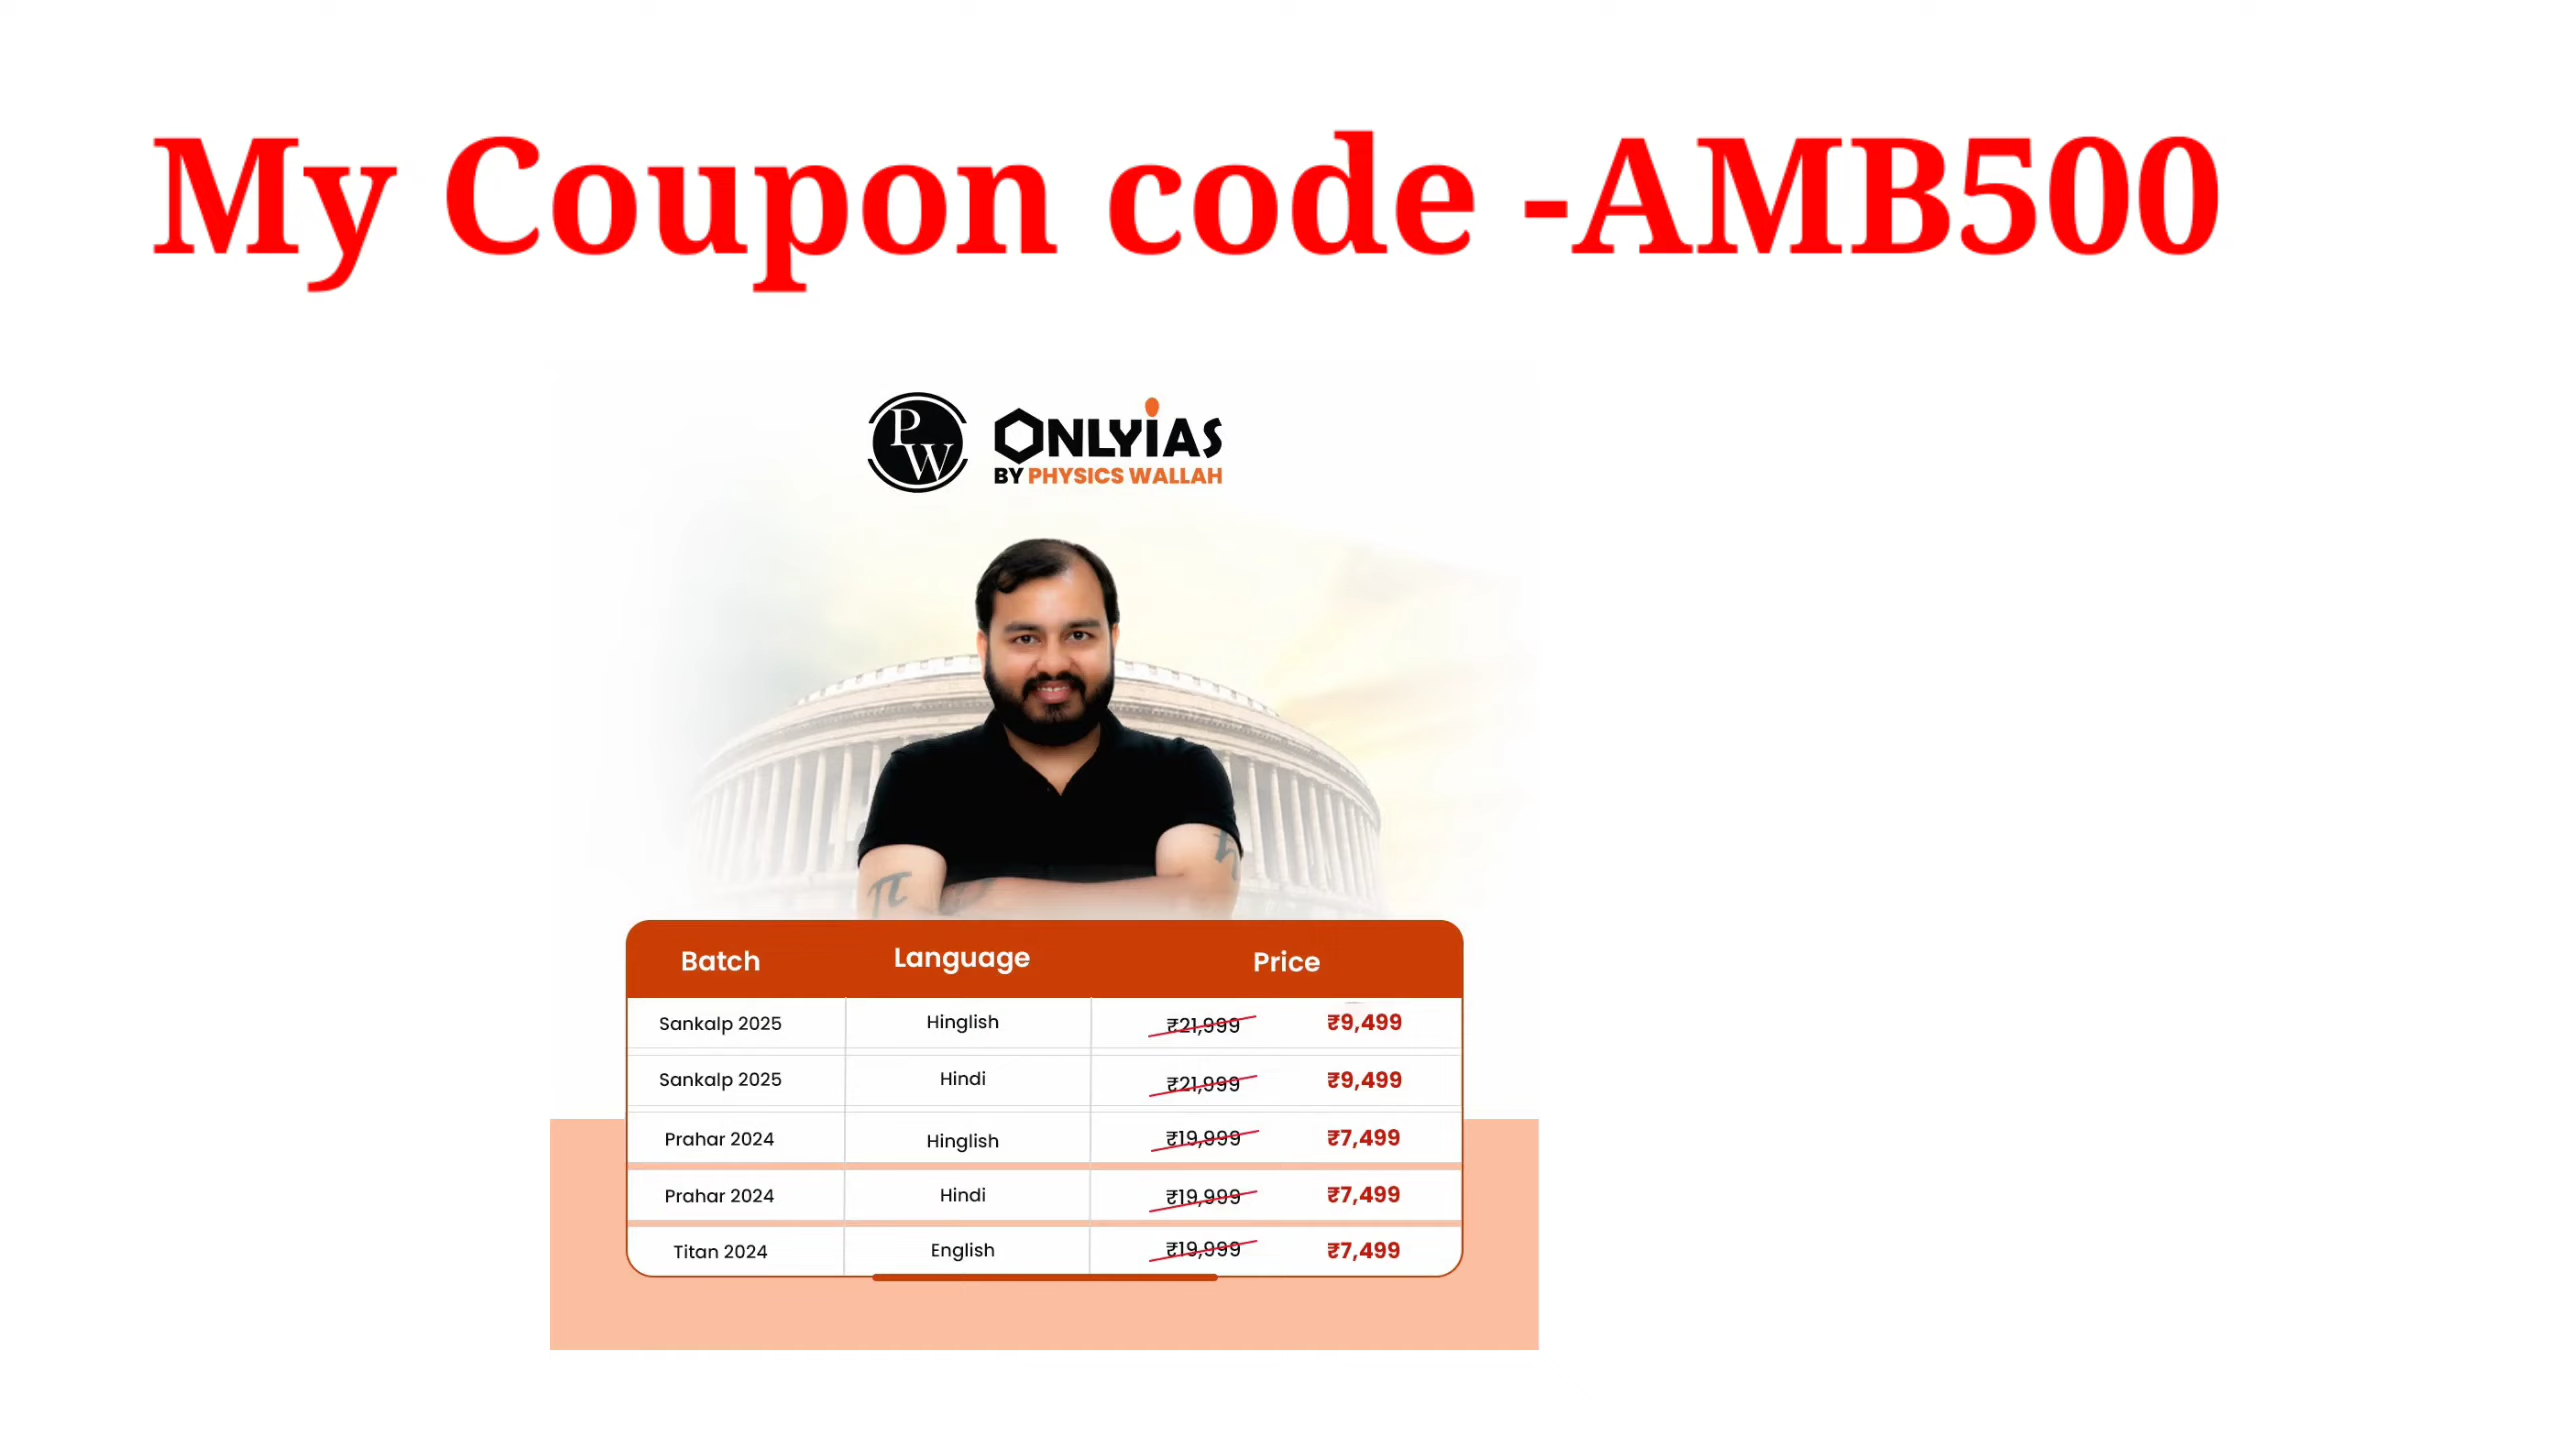 My Coupon code -AMB500
PW ONLYiAS
BY PHYSICS WALLAH
π
Batch Language Price
Sankalp 2025 Hinglish ₹21,999 ₹9,499
Sankalp 2025 Hindi ₹21,999 ₹9,499
Prahar 2024 Hinglish ₹19,999 ₹7,499
Prahar 2024 Hindi ₹19,999 ₹7,499
Titan 2024 English ₹19,999 ₹7,499